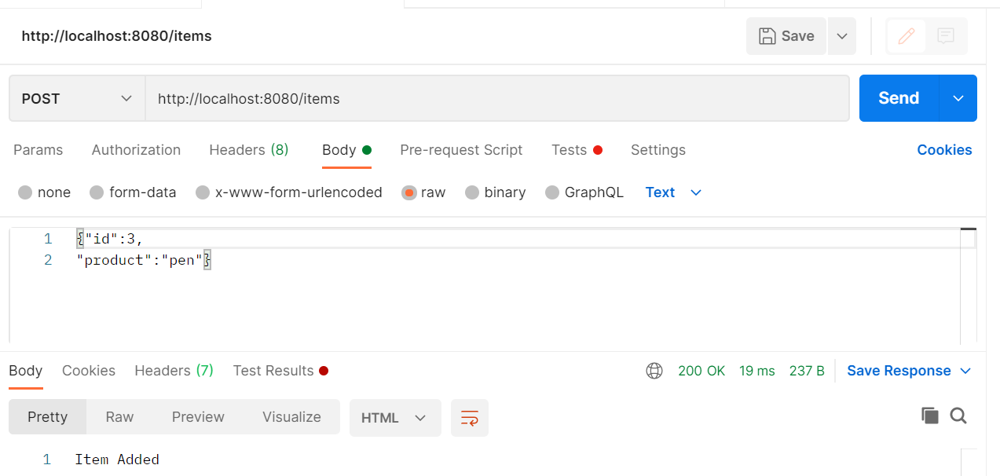 http://localhost:8080/items Save
POST http://localhost:8080/items Send
Params Authorization Headers (8) Body Pre-request Script Tests Settings Cookies
none form-data x-www-form-urlencoded raw binary GraphQL Text
1 {"id":3,
2 "product":"pen"}
Body Cookies Headers (7) Test Results 200 OK 19 ms 237 B Save Response
Pretty Raw Preview Visualize HTML
1 Item Added